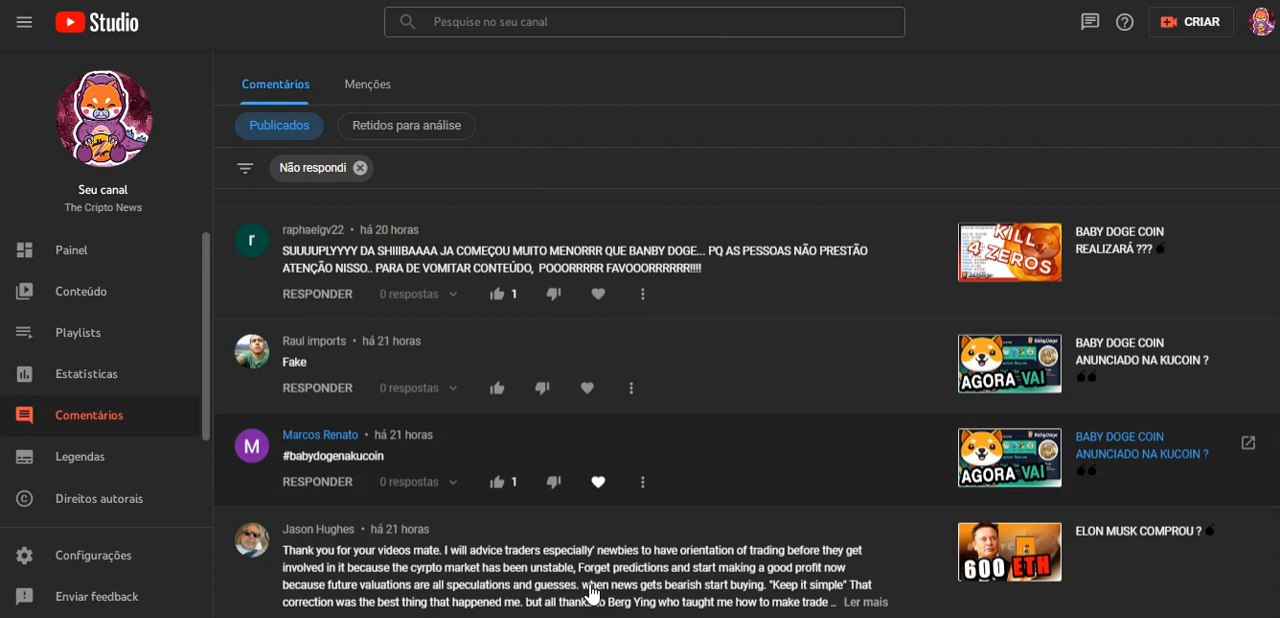 Studio
Pesquise no seu canal
CRIAR
Seu canal
The Cripto News
Painel
Conteúdo
Playlists
Estatísticas
Comentários
Legendas
Direitos autorais
Configurações
Enviar feedback
Comentários
Menções
Publicados
Retidos para análise
Não respondi
r
raphaelgv22 • há 20 horas
SUUUUPLYYYY DA SHIIIBAAAA JA COMEÇOU MUITO MENORRR QUE BANBY DOGE... PQ AS PESSOAS NÃO PRESTÃO
ATENÇÃO NISSO.. PARA DE VOMITAR CONTEÚDO, POOORRRRR FAVOOORRRRRR!!!!
RESPONDER 0 respostas 1
KILL
4 ZEROS
BABY DOGE COIN
REALIZARÁ ???
Raul imports • há 21 horas
Fake
RESPONDER 0 respostas
BabyDoge
AGORA VAI
BABY DOGE COIN
ANUNCIADO NA KUCOIN ?
M
Marcos Renato • há 21 horas
#babydogenakucoin
RESPONDER 0 respostas 1
BabyDoge
AGORA VAI
BABY DOGE COIN
ANUNCIADO NA KUCOIN ?
Jason Hughes • há 21 horas
Thank you for your videos mate. I will advice traders especially' newbies to have orientation of trading before they get
involved in it because the cyrpto market has been unstable, Forget predictions and start making a good profit now
because future valuations are all speculations and guesses. when news gets bearish start buying. "Keep it simple" That
correction was the best thing that happened me. but all thanks to Berg Ying who taught me how to make trade ... Ler mais
600 ETH
ELON MUSK COMPROU ?